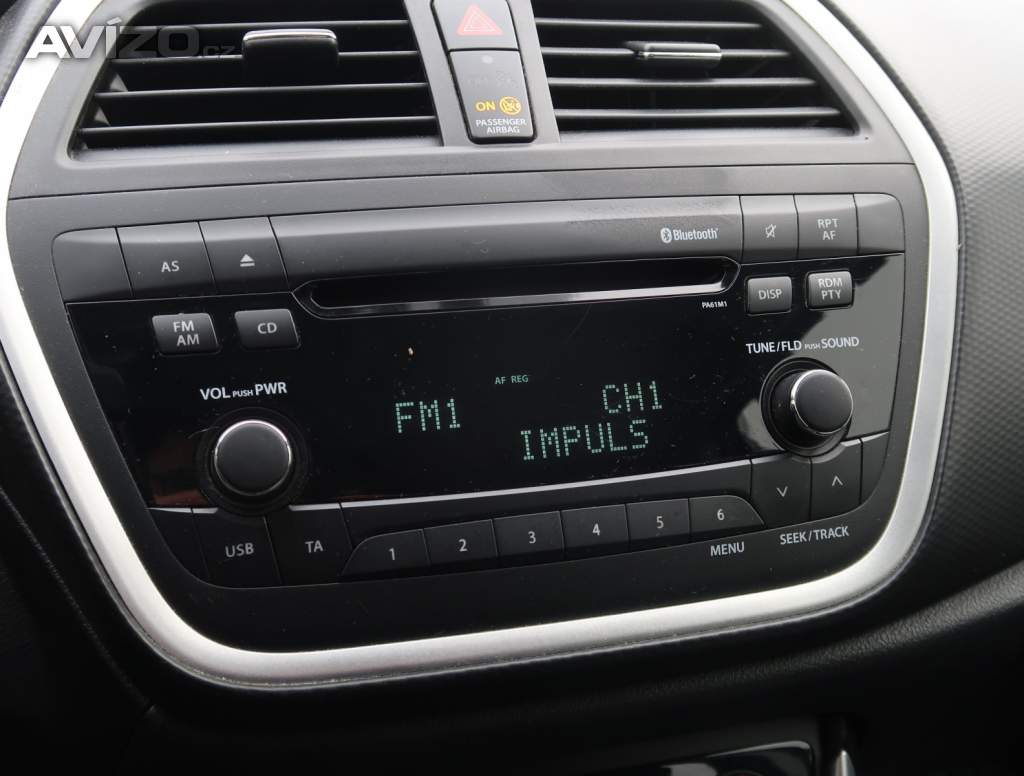 AVÍZO.cz
ON
PASSENGER
AIRBAG
AS
Bluetooth
RPT
AF
PA61M1
DISP
RDM
PTY
FM
AM
CD
VOL PUSH PWR
TUNE/FLD PUSH SOUND
AF REG
FM1
CH1
IMPULS
USB
TA
1
2
3
4
5
6
MENU
SEEK/TRACK